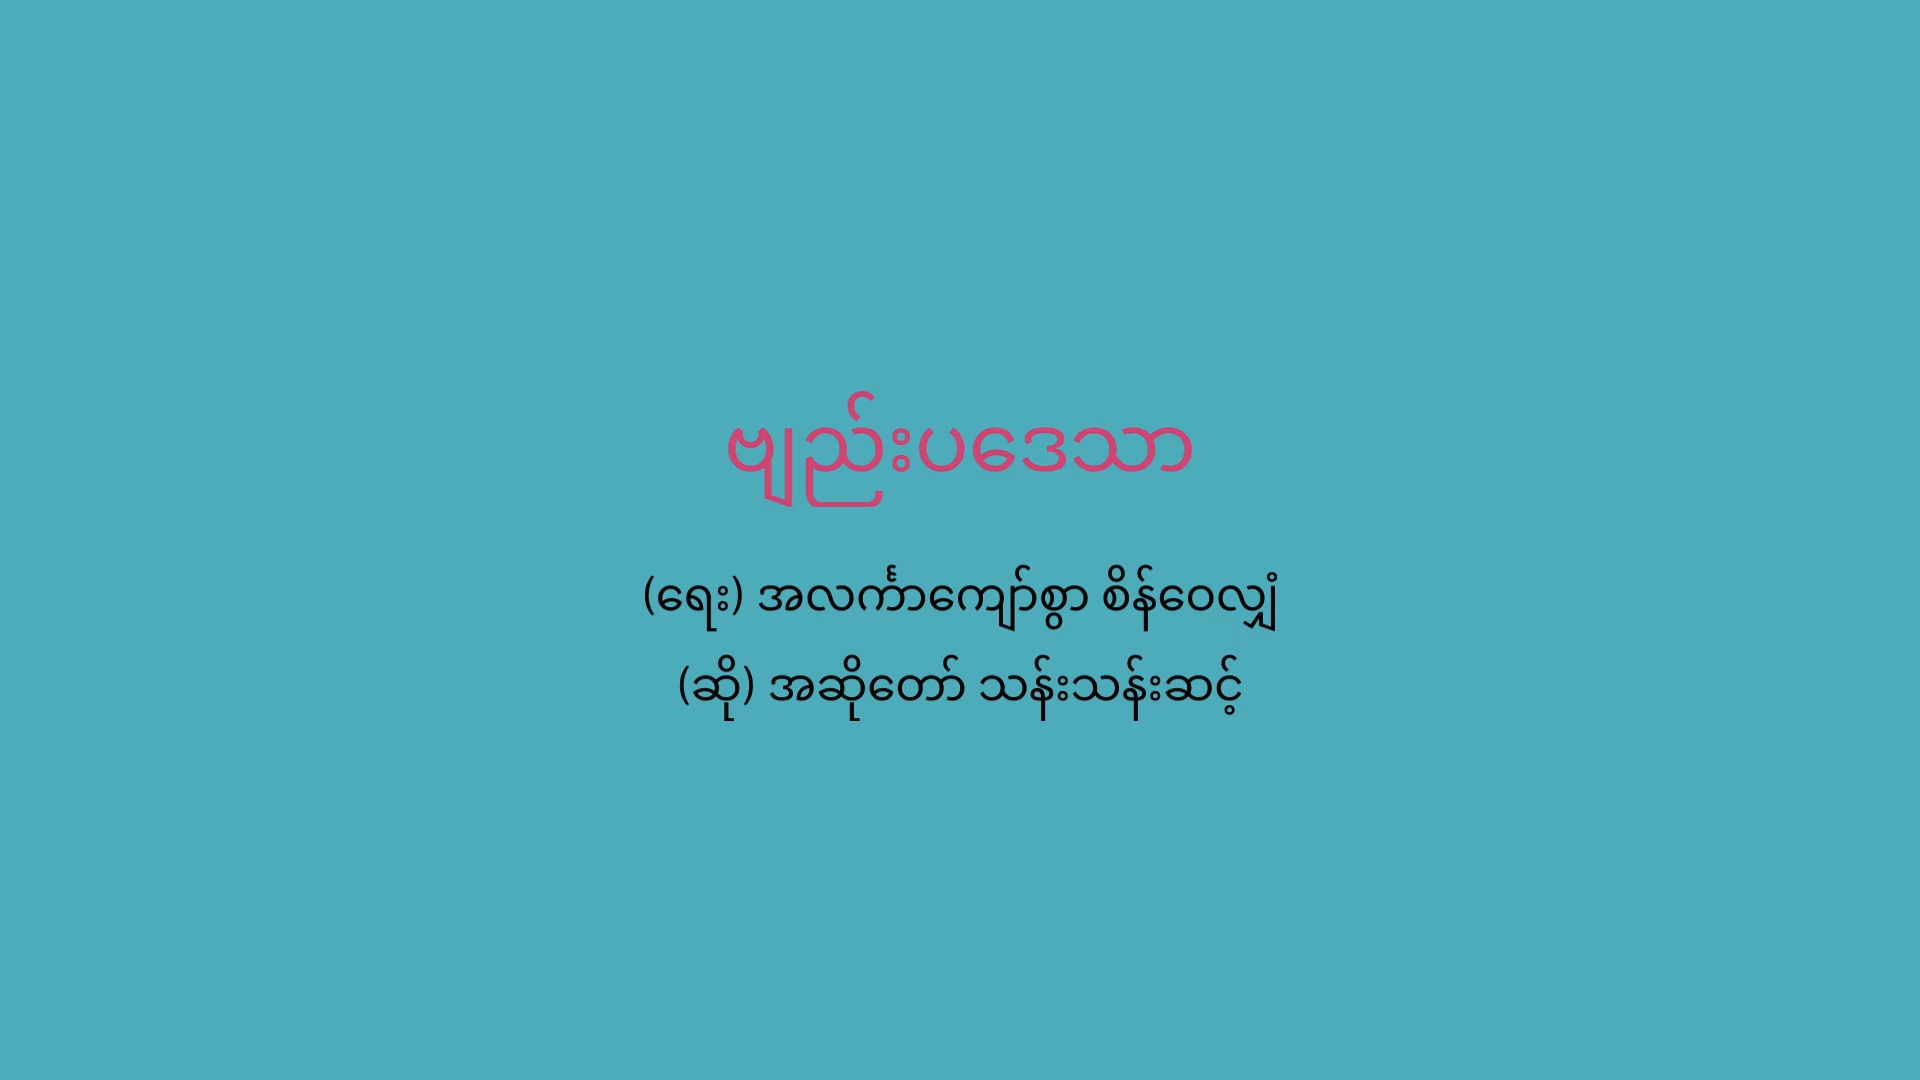 ဗျည်းပဒေသာ
(ရေး) အလင်္ကာကျော်စွာ စိန်ဝေလျှံ
(ဆို) အဆိုတော် သန်းသန်းဆင့်